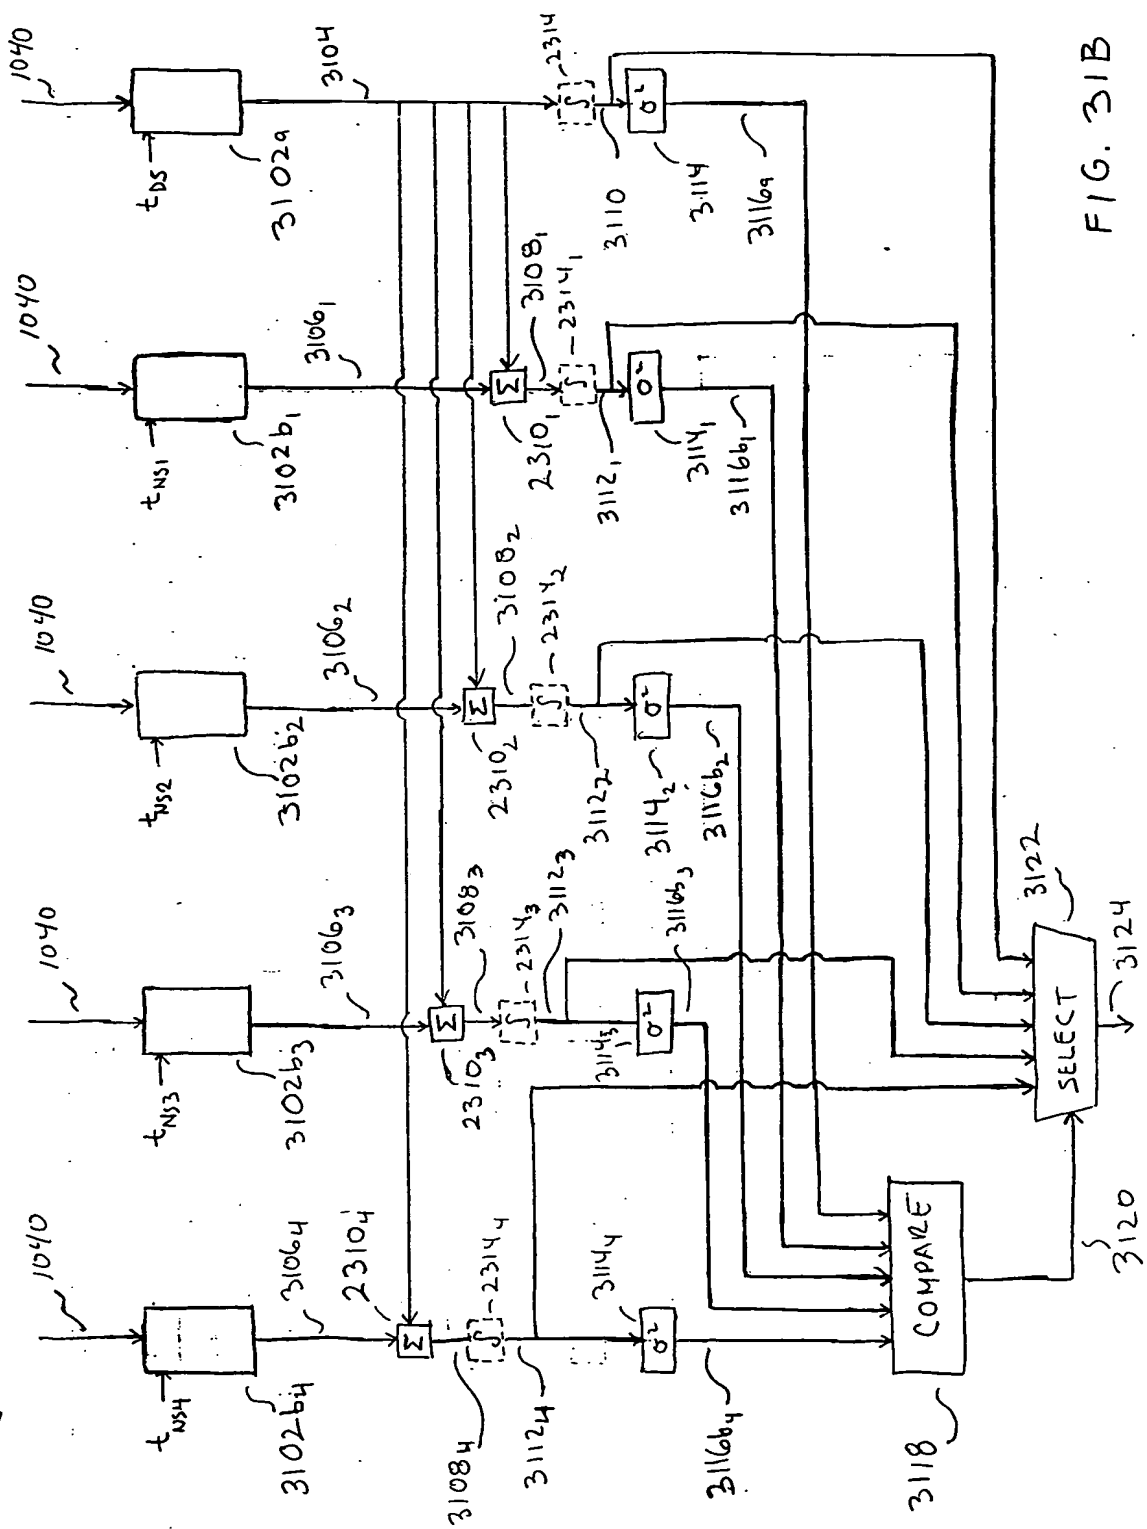 1040
1040
1040
1040
1040
t_DS
t_NS1
t_NS2
t_NS3
t_NS4
3102a
3102b₁
3102b₂
3102b₃
3102b₄
3104
3106₁
3106₂
3106₃
3106₄
Σ
Σ
Σ
Σ
2310₁
2310₂
2310₃
2310₄
3108₁
3108₂
3108₃
3108₄
∫
∫
∫
∫
∫
2314
2314₁
2314₂
2314₃
2314₄
3110
3112₁
3112₂
3112₃
3112₄
σ²
σ²
σ²
σ²
σ²
3114
3114₁
3114₂
3114₃
3114₄
3116a
3116b₁
3116b₂
3116b₃
3116b₄
COMPARE
3118
3120
SELECT
3122
3124
FIG. 31B